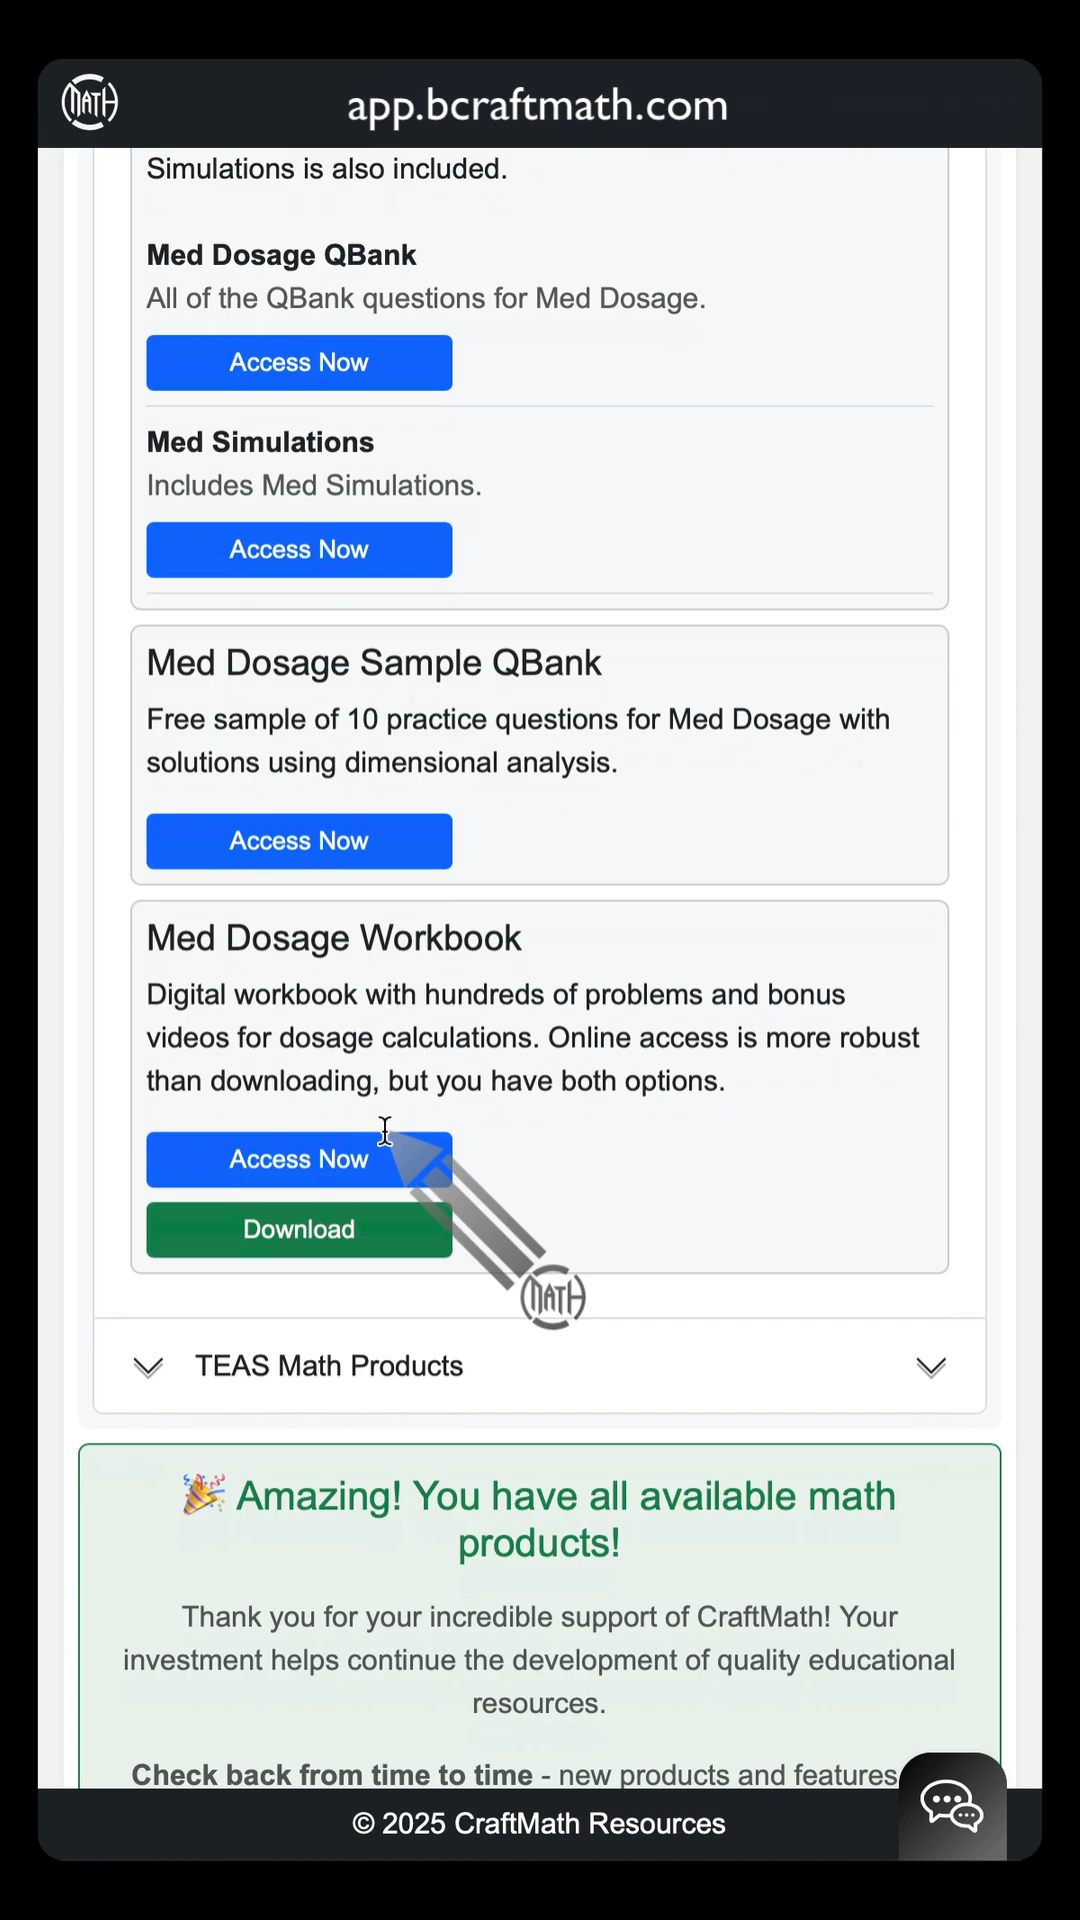 MATH
app.bcraftmath.com
Simulations is also included.
Med Dosage QBank
All of the QBank questions for Med Dosage.
Access Now
Med Simulations
Includes Med Simulations.
Access Now
Med Dosage Sample QBank
Free sample of 10 practice questions for Med Dosage with
solutions using dimensional analysis.
Access Now
Med Dosage Workbook
Digital workbook with hundreds of problems and bonus
videos for dosage calculations. Online access is more robust
than downloading, but you have both options.
Access Now
Download
MATH
TEAS Math Products
🎉 Amazing! You have all available math
products!
Thank you for your incredible support of CraftMath! Your
investment helps continue the development of quality educational
resources.
Check back from time to time - new products and features
© 2025 CraftMath Resources